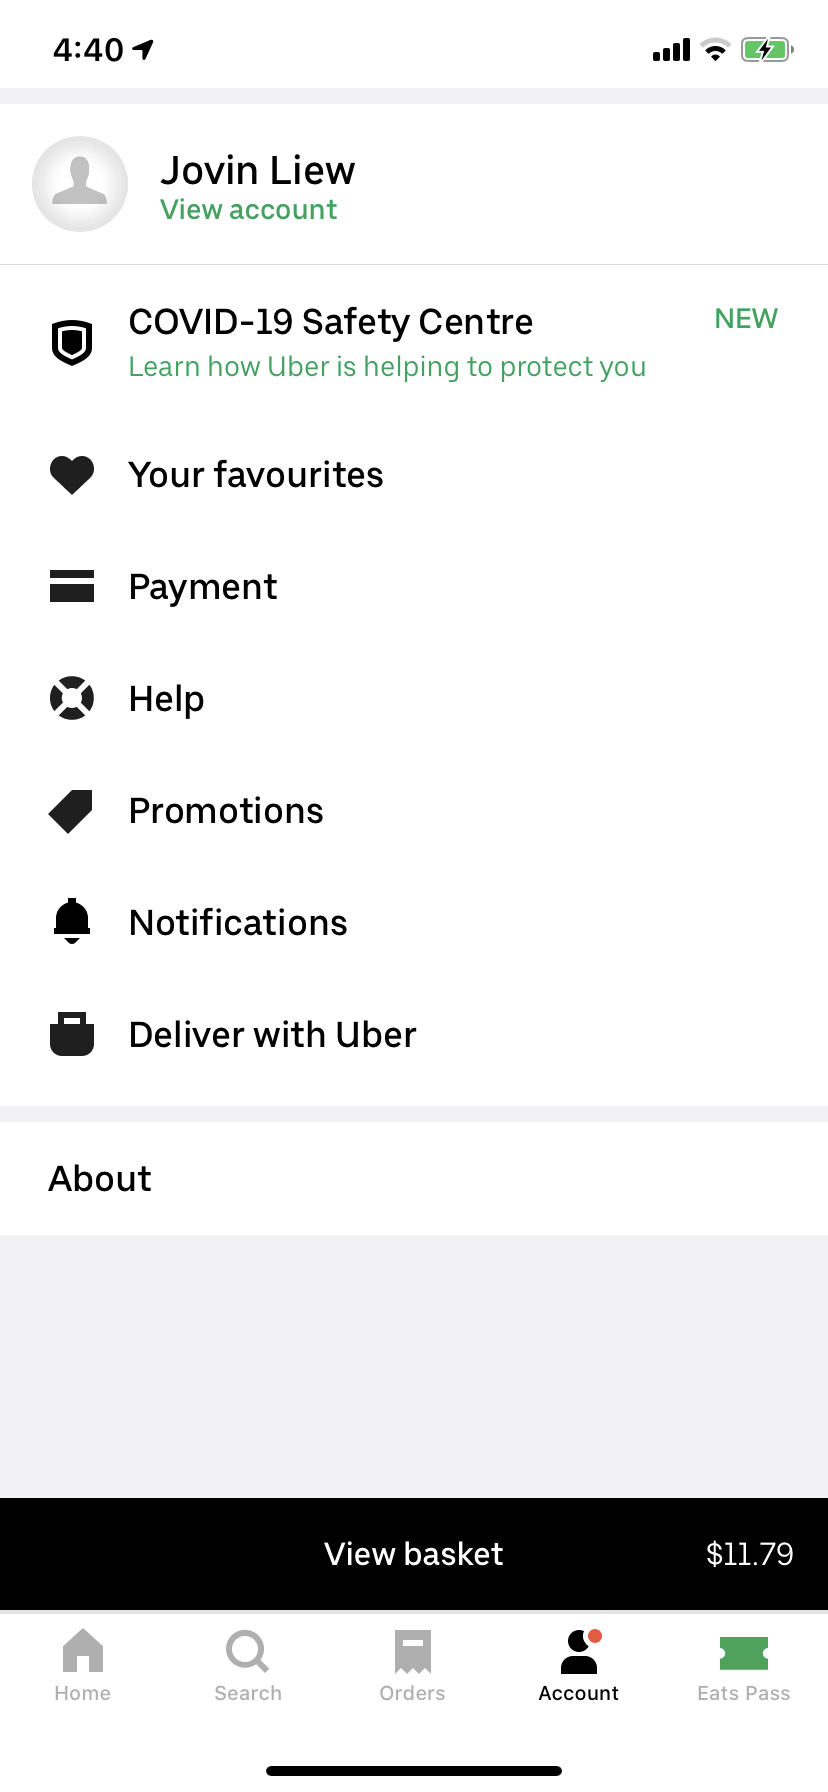 4:40
Jovin Liew
View account
COVID-19 Safety Centre
NEW
Learn how Uber is helping to protect you
Your favourites
Payment
Help
Promotions
Notifications
Deliver with Uber
About
View basket
$11.79
Home
Search
Orders
Account
Eats Pass